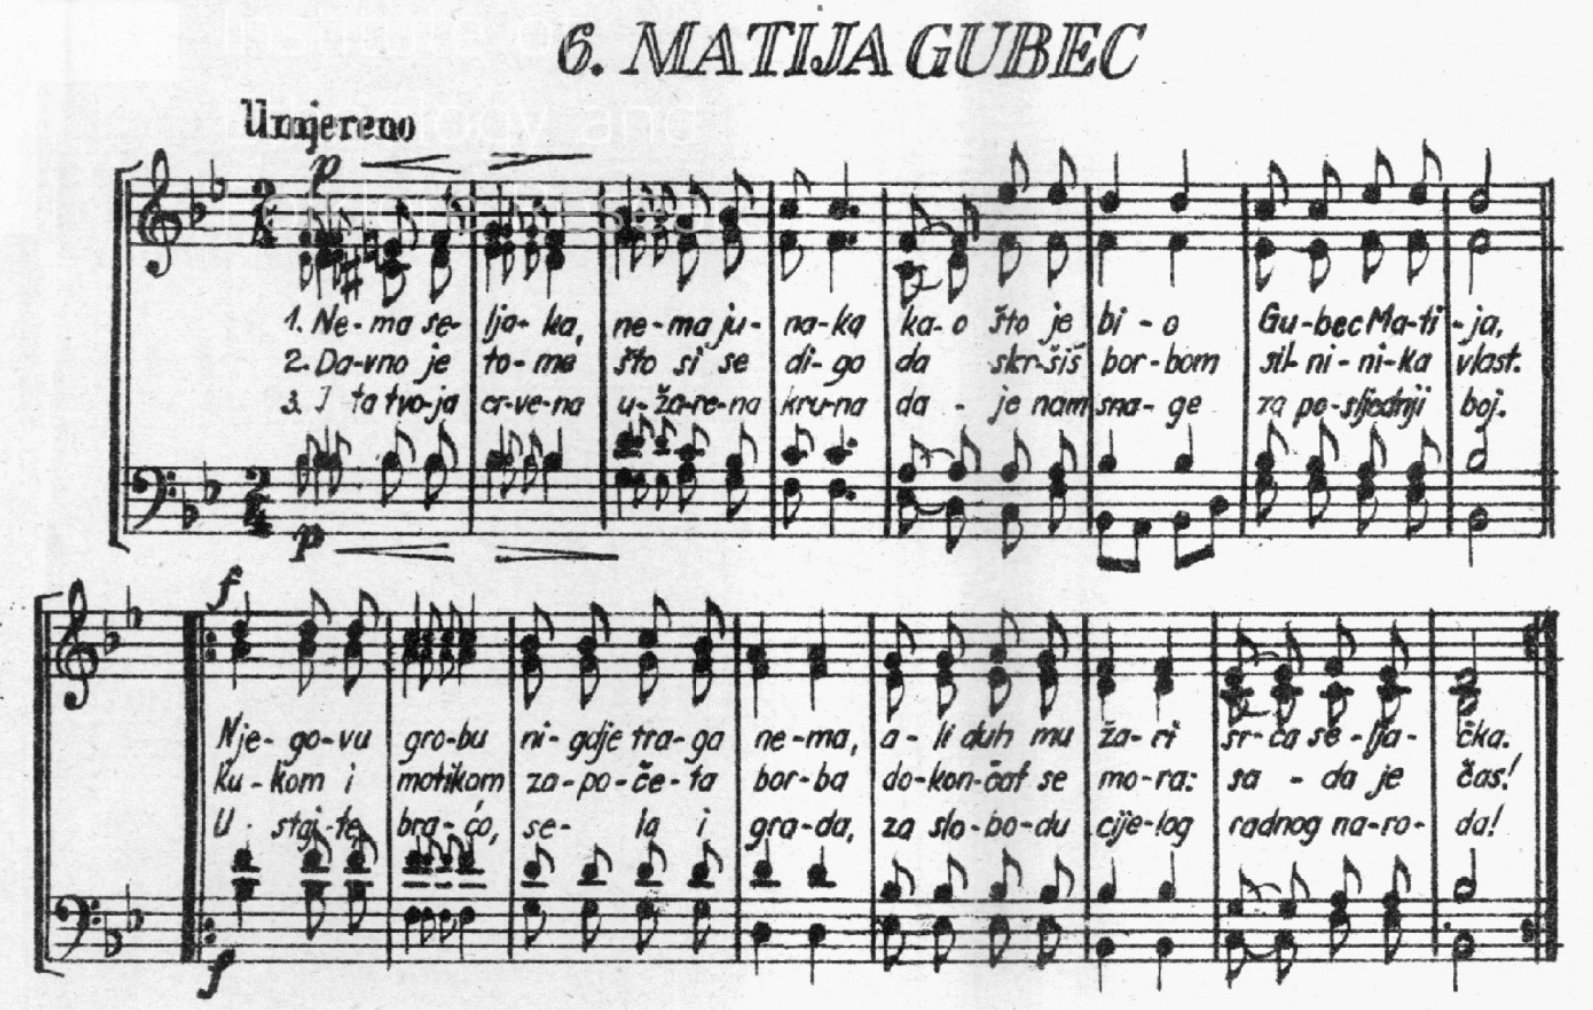 6. MATIJA GUBEC
Umjereno
p
1. Ne-ma se-lja-ka, ne-ma ju-na-ka ka-o što je bi-o Gu-bec Ma-ti-ja,
2. Da-vno je to-me što si se di-go da skr-šiš bor-bom sil-ni-ni-ka vlast.
3. I ta tvo-ja cr-ve-na u-ža-re-na kru-na da - je nam sna-ge za po-sljednji boj.
p
f
Nje-go-vu gro-bu ni-gdje tra-ga ne-ma, a-li duh mu ža-ri sr-ca se-lja-čka.
Ku-kom i motikom za-po-če-ta bor-ba do-kon-čat se mo-ra: sa - da je čas!
U-staj-te, bra-ćo, se-la i gra-da, za slo-bo-du cije-log radnog na-ro-da!
f